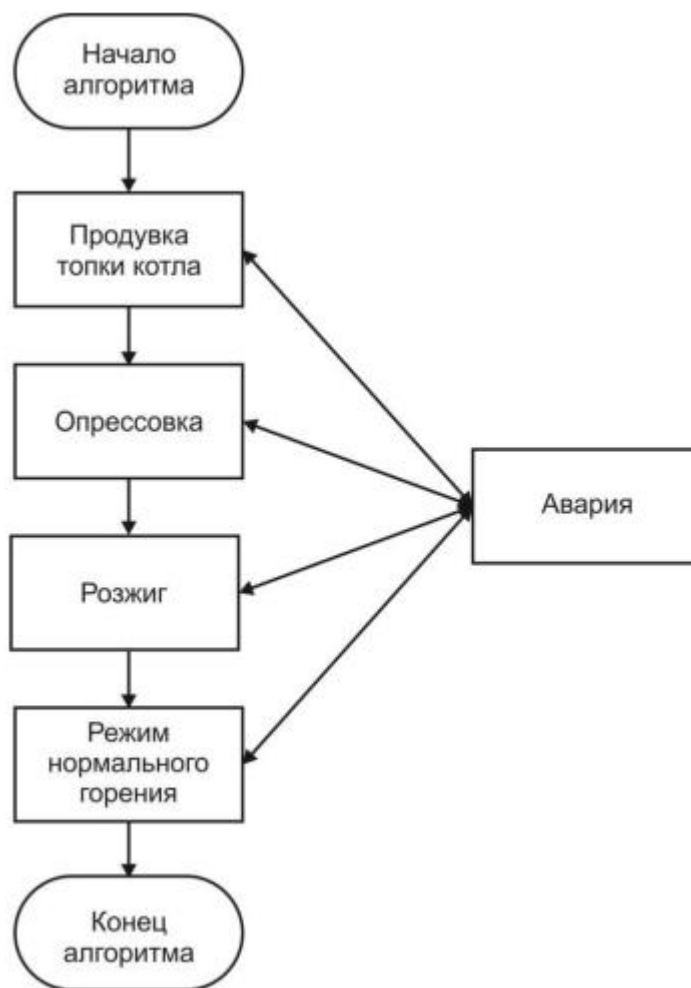 Начало
алгоритма
Продувка
топки котла
Опрессовка
Авария
Розжиг
Режим
нормального
горения
Конец
алгоритма